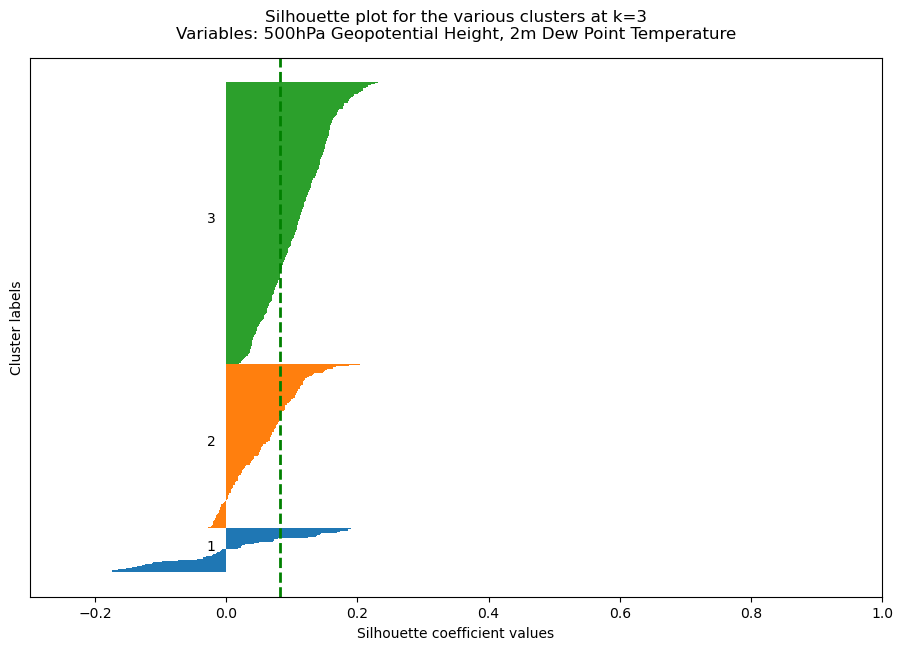 Silhouette plot for the various clusters at k=3
Variables: 500hPa Geopotential Height, 2m Dew Point Temperature
Cluster labels
3
2
1
−0.2 0.0 0.2 0.4 0.6 0.8 1.0
Silhouette coefficient values